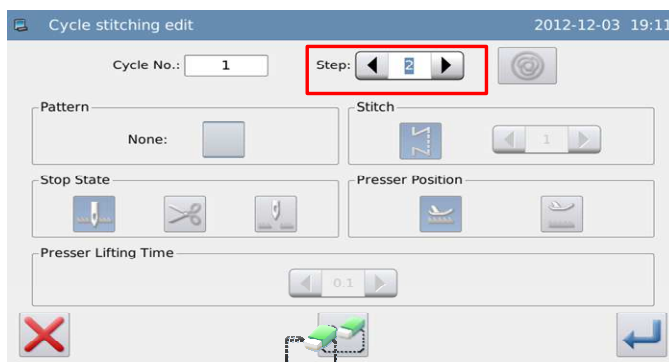 Cycle stitching edit 2012-12-03 19:11
Cycle No.: 1 Step: 2
Pattern Stitch
None: 1
Stop State Presser Position
Presser Lifting Time
0.1